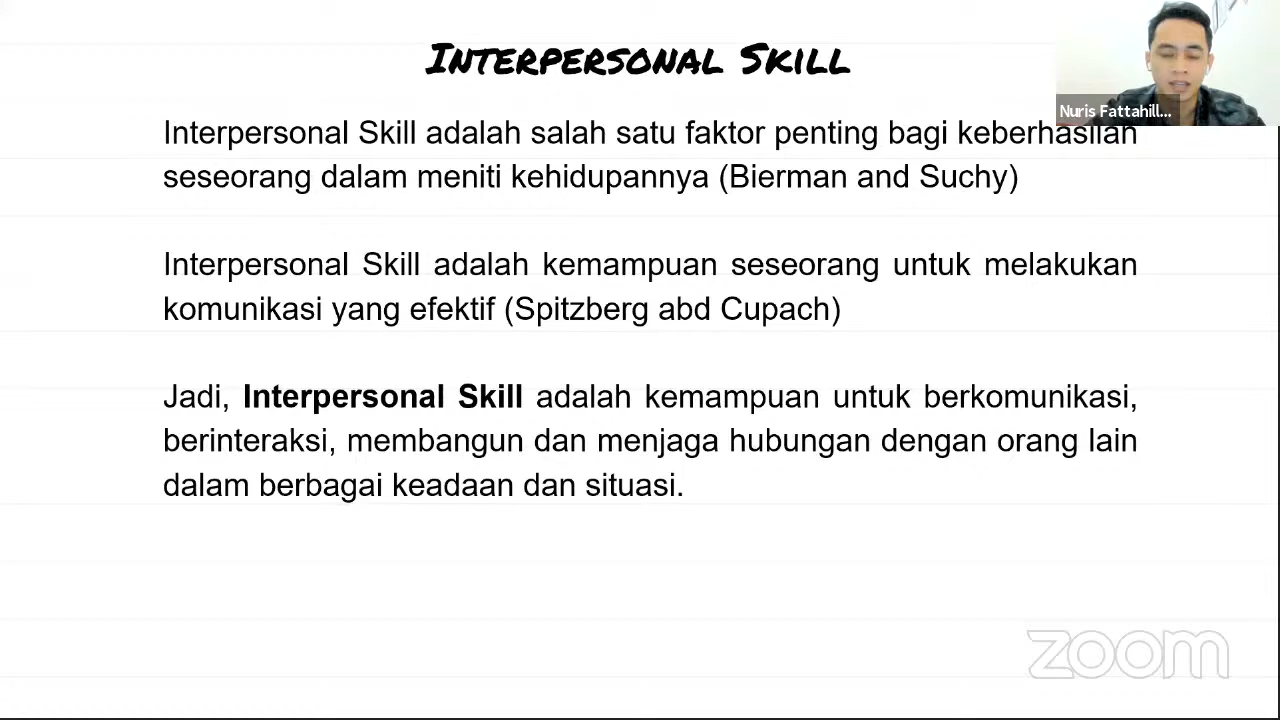 Interpersonal Skill
Nuris Fattahill...
Interpersonal Skill adalah salah satu faktor penting bagi keberhasilan
seseorang dalam meniti kehidupannya (Bierman and Suchy)
Interpersonal Skill adalah kemampuan seseorang untuk melakukan
komunikasi yang efektif (Spitzberg abd Cupach)
Jadi, Interpersonal Skill adalah kemampuan untuk berkomunikasi,
berinteraksi, membangun dan menjaga hubungan dengan orang lain
dalam berbagai keadaan dan situasi.
zoom